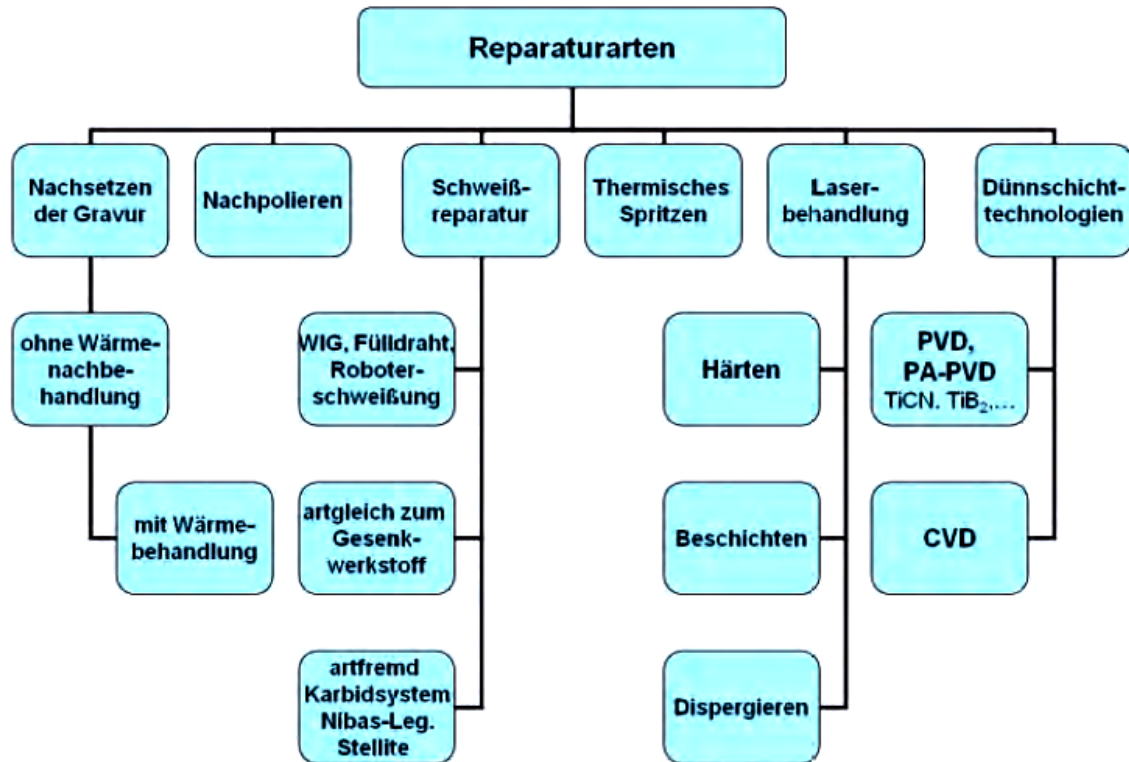 Reparaturarten
Nachsetzen
der Gravur
Nachpolieren
Schweiß-
reparatur
Thermisches
Spritzen
Laser-
behandlung
Dünnschicht-
technologien
ohne Wärme-
nachbe-
handlung
WIG, Fülldraht,
Roboter-
schweißung
Härten
PVD,
PA-PVD
TiCN. TiB₂,...
mit Wärme-
behandlung
artgleich zum
Gesenk-
werkstoff
Beschichten
CVD
artfremd
Karbidsystem
Nibas-Leg.
Stellite
Dispergieren